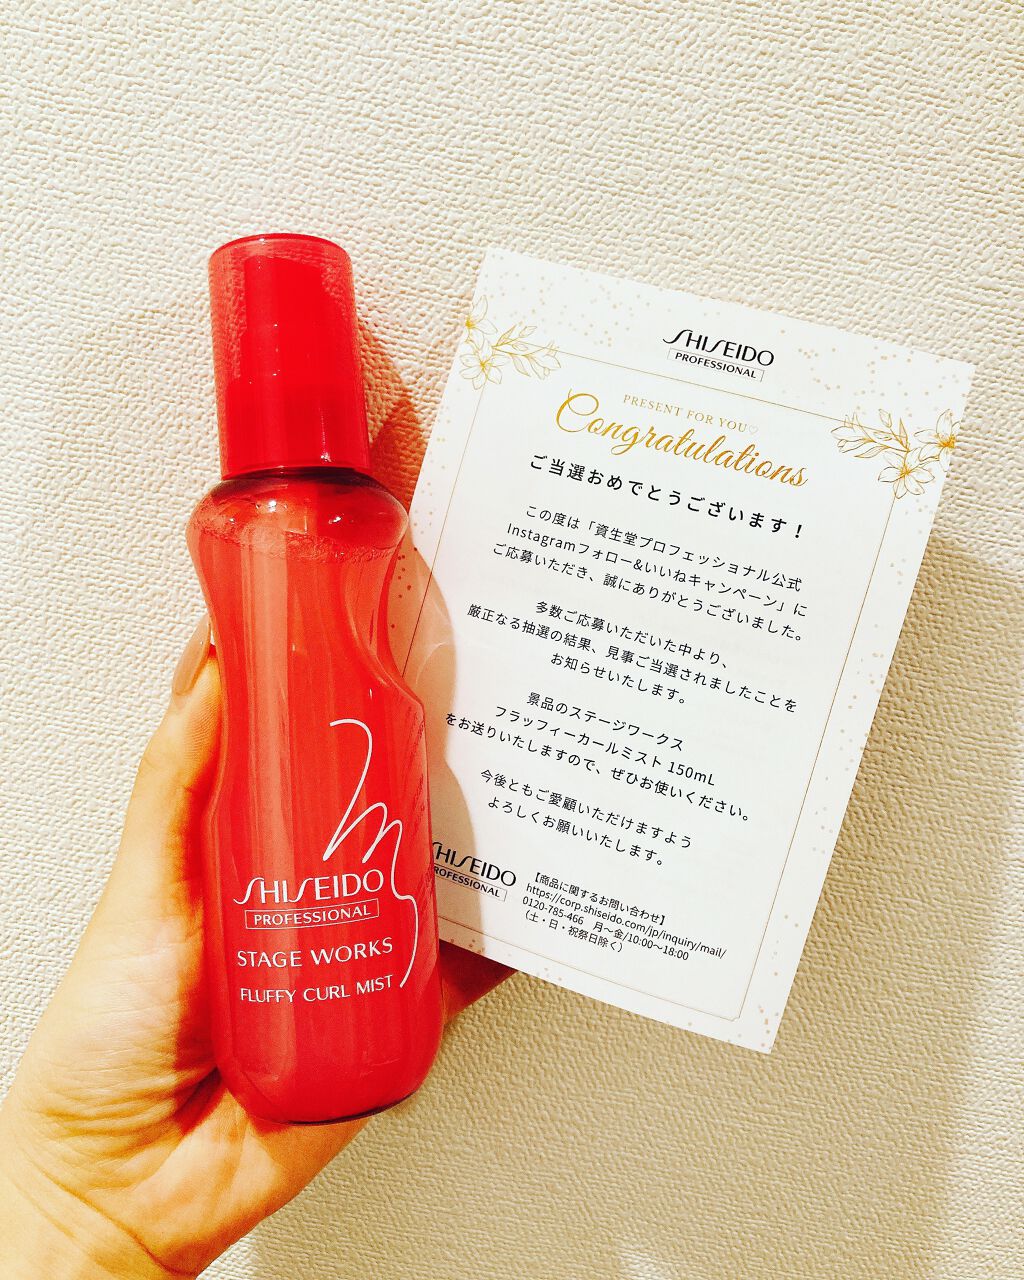 SHISEIDO
PROFESSIONAL
STAGE WORKS
FLUFFY CURL MIST
SHISEIDO
PROFESSIONAL
PRESENT FOR YOU♡
Congratulations
ご当選おめでとうございます！
この度は「資生堂プロフェッショナル公式
Instagramフォロー&いいねキャンペーン」に
ご応募いただき、誠にありがとうございました。
多数ご応募いただいた中より、
厳正なる抽選の結果、見事ご当選されましたことを
お知らせいたします。
景品のステージワークス
フラッフィーカールミスト 150mL
をお送りいたしますので、ぜひお使いください。
今後ともご愛顧いただけますよう
よろしくお願いいたします。
SHISEIDO
PROFESSIONAL
【商品に関するお問い合わせ】
https://corp.shiseido.com/jp/inquiry/mail/
0120-785-466 月～金/10:00～18:00
（土・日・祝祭日除く）